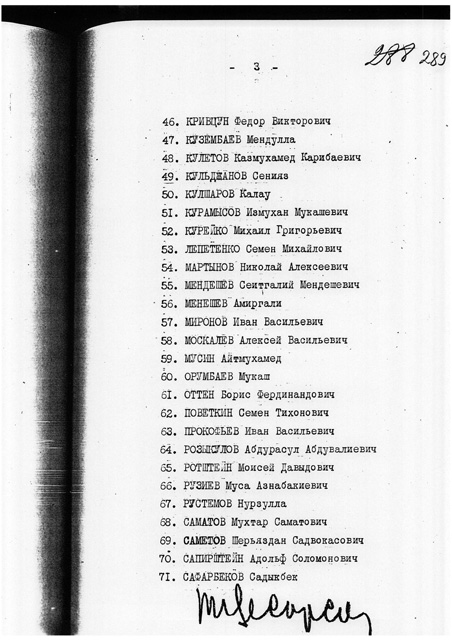 288 289
- 3 -
46. КРИВЦУН Федор Викторович
47. КУЗЕМБАЕВ Мендулла
48. КУЛЕТОВ Казмухамед Карибаевич
49. КУЛЬДЖАНОВ Сенияз
50. КУЛШАРОВ Калау
51. КУРАМЫСОВ Измухан Мукашевич
52. КУРЕЙКО Михаил Григорьевич
53. ЛЕПЕТЕНКО Семен Михайлович
54. МАРТЫНОВ Николай Алексеевич
55. МЕНДЕШЕВ Сеитгалий Мендешевич
56. МЕНЕШЕВ Амиргали
57. МИРОНОВ Иван Васильевич
58. МОСКАЛЕВ Алексей Васильевич
59. МУСИН Айтмухамед
60. ОРУМБАЕВ Мукаш
61. ОТТЕН Борис Фердинандович
62. ПОВЕТКИН Семен Тихонович
63. ПРОКОФЬЕВ Иван Васильевич
64. РОЗЫКУЛОВ Абдурасул Абдувалиевич
65. РОТШТЕЙН Моисей Давыдович
66. РУЗИЕВ Муса Азнабакиевич
67. РУСТЕМОВ Нурзулла
68. САМАТОВ Мухтар Саматович
69. САМЕТОВ Шерьяздан Садвокасович
70. САПИРШТЕЙН Адольф Соломонович
71. САФАРБЕКОВ Садыкбек